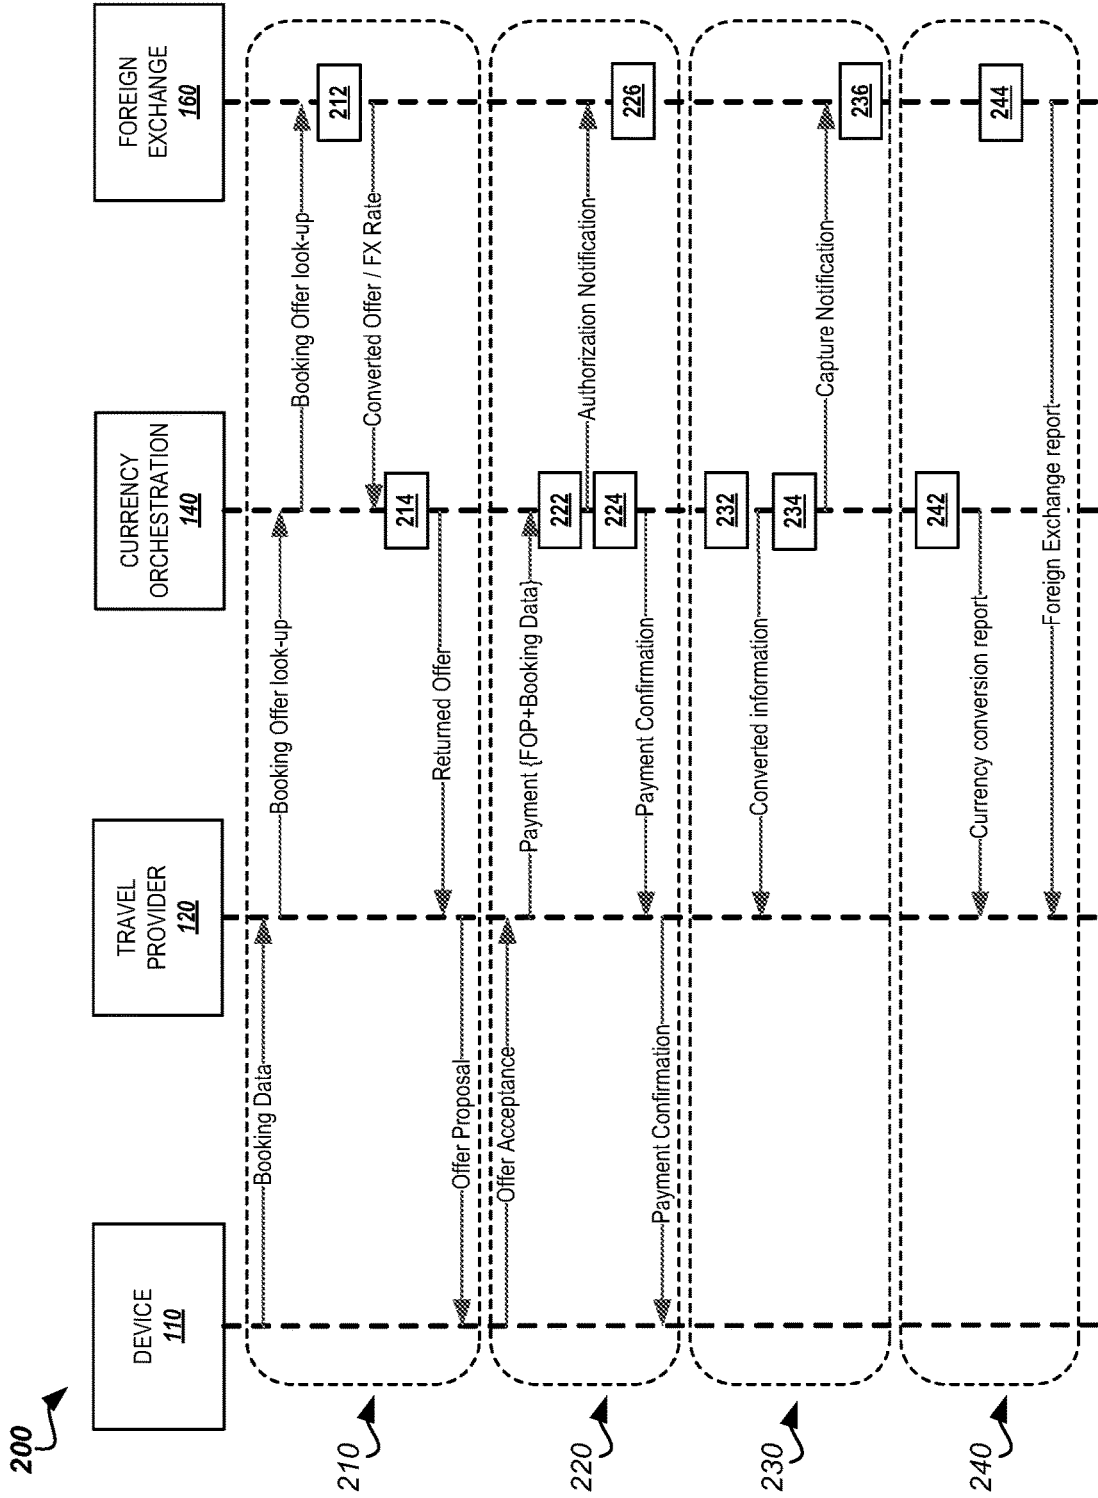 200
DEVICE
110
TRAVEL
PROVIDER
120
CURRENCY
ORCHESTRATION
140
FOREIGN
EXCHANGE
160
210
Booking Data
Booking Offer look-up
Booking Offer look-up
212
Converted Offer / FX Rate
214
Returned Offer
Offer Proposal
220
Offer Acceptance
Payment {FOP+Booking Data}
222
Authorization Notification
224
226
Payment Confirmation
Payment Confirmation
230
232
Converted information
234
Capture Notification
236
240
242
Currency conversion report
244
Foreign Exchange report